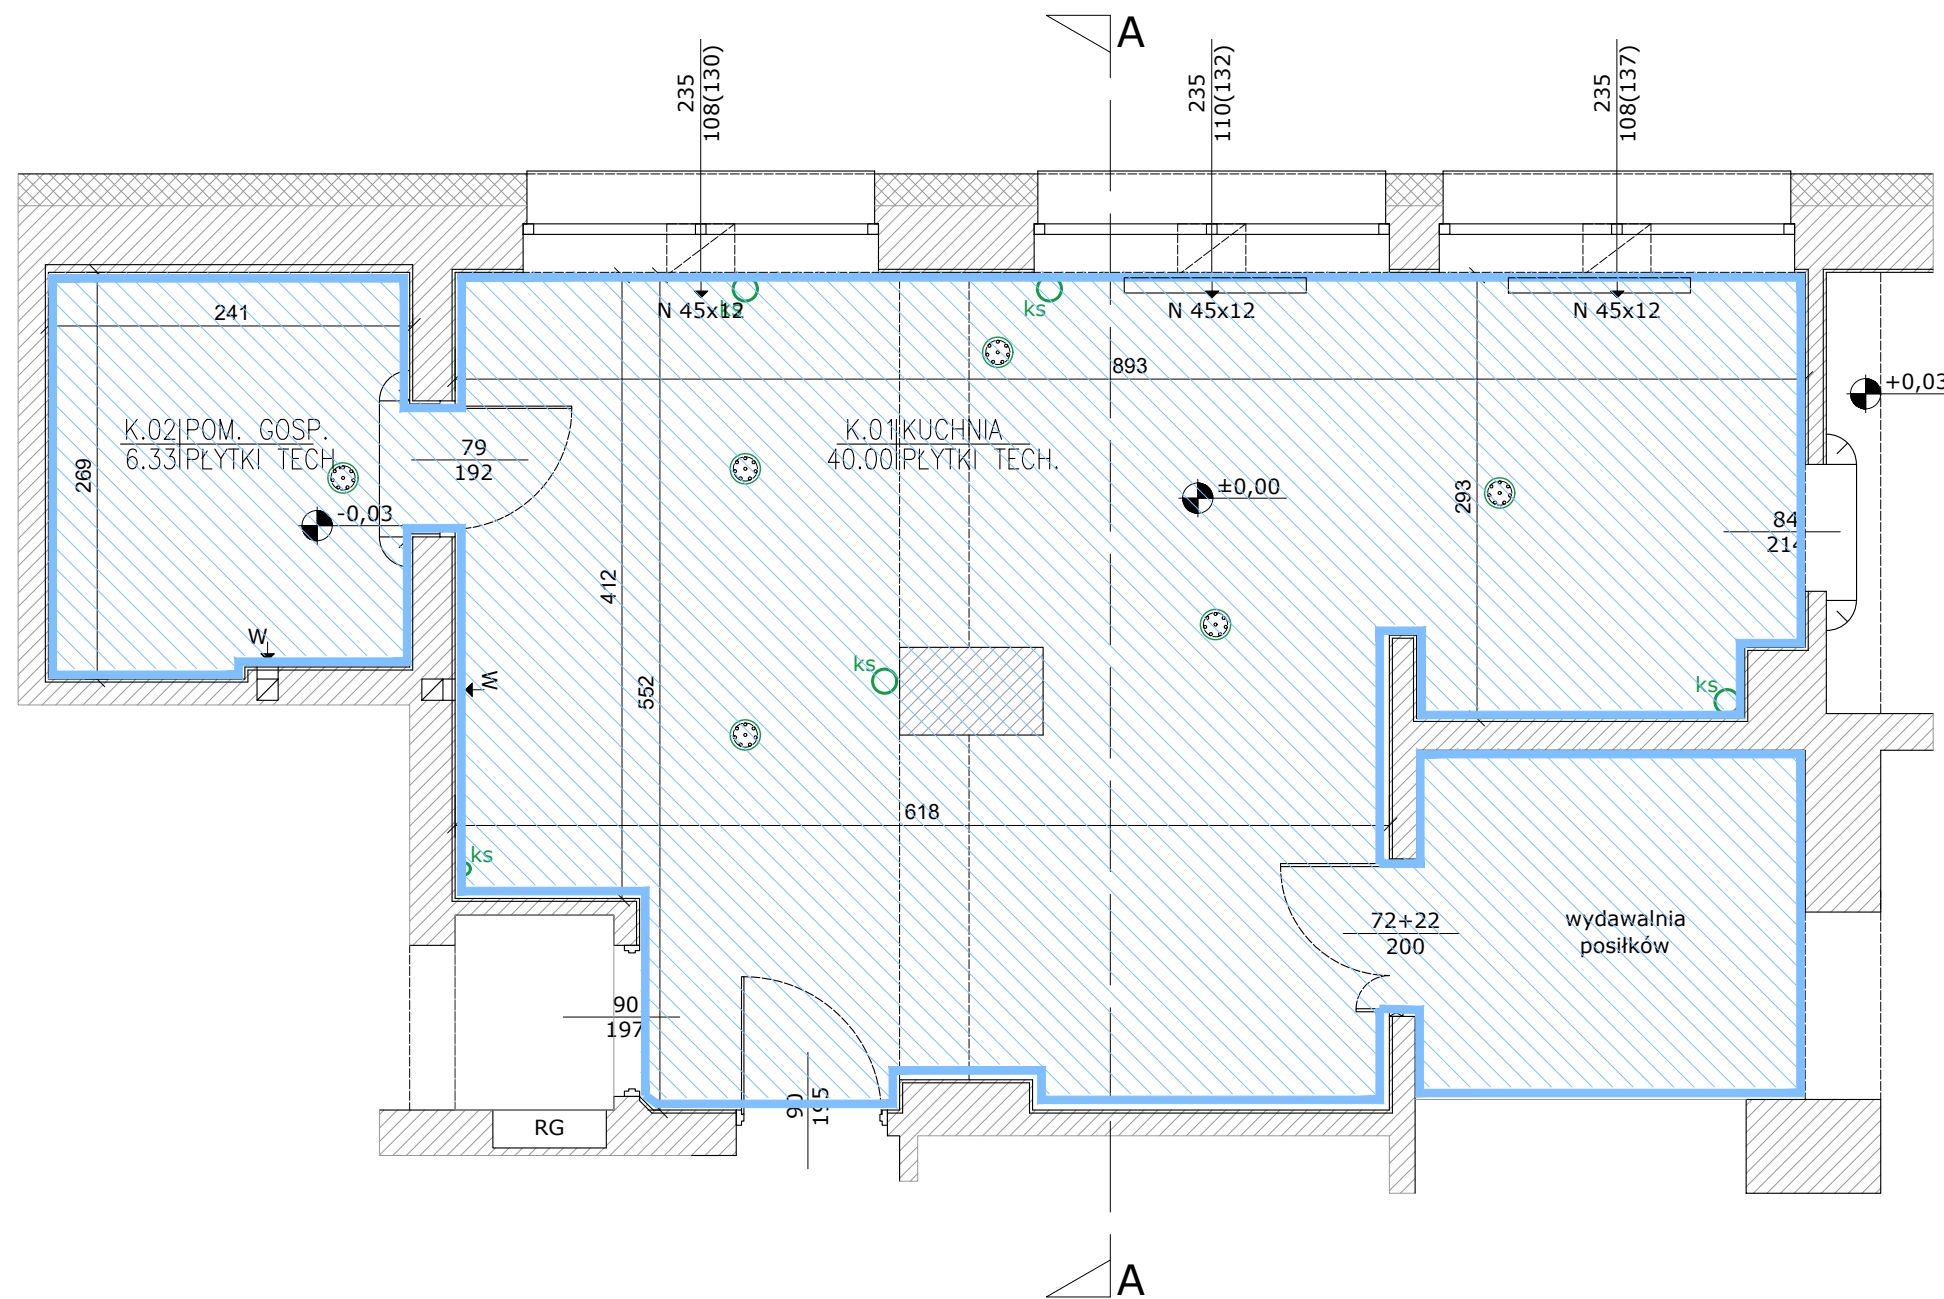 A
235
108(130)
235
110(132)
235
108(137)
N 45x12
ks
ks
N 45x12
N 45x12
241
893
+0,03
K.02 POM. GOSP.
6.33 PŁYTKI TECH.
K.01 KUCHNIA
40.00 PŁYTKI TECH.
79
192
269
-0,03
±0,00
293
84
214
412
W
W
552
ks
ks
618
ks
72+22
200
wydawalnia
posiłków
90
197
90
195
RG
A